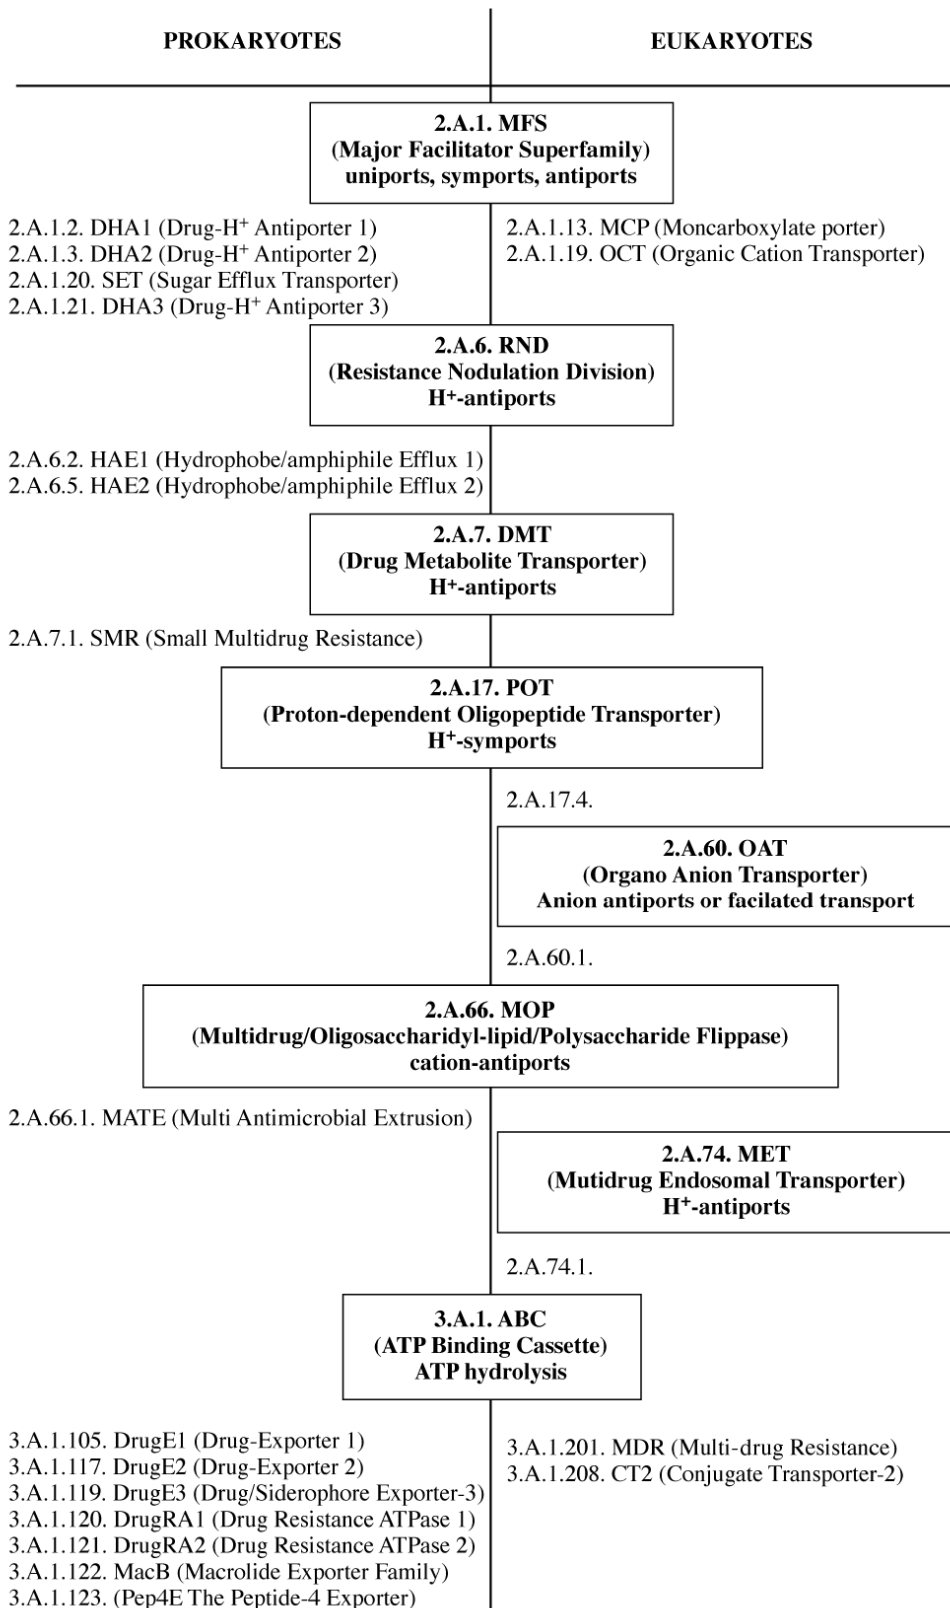 PROKARYOTES
EUKARYOTES
2.A.1. MFS
(Major Facilitator Superfamily)
uniports, symports, antiports
2.A.1.2. DHA1 (Drug-H⁺ Antiporter 1)
2.A.1.3. DHA2 (Drug-H⁺ Antiporter 2)
2.A.1.20. SET (Sugar Efflux Transporter)
2.A.1.21. DHA3 (Drug-H⁺ Antiporter 3)
2.A.1.13. MCP (Moncarboxylate porter)
2.A.1.19. OCT (Organic Cation Transporter)
2.A.6. RND
(Resistance Nodulation Division)
H⁺-antiports
2.A.6.2. HAE1 (Hydrophobe/amphiphile Efflux 1)
2.A.6.5. HAE2 (Hydrophobe/amphiphile Efflux 2)
2.A.7. DMT
(Drug Metabolite Transporter)
H⁺-antiports
2.A.7.1. SMR (Small Multidrug Resistance)
2.A.17. POT
(Proton-dependent Oligopeptide Transporter)
H⁺-symports
2.A.17.4.
2.A.60. OAT
(Organo Anion Transporter)
Anion antiports or facilated transport
2.A.60.1.
2.A.66. MOP
(Multidrug/Oligosaccharidyl-lipid/Polysaccharide Flippase)
cation-antiports
2.A.66.1. MATE (Multi Antimicrobial Extrusion)
2.A.74. MET
(Mutidrug Endosomal Transporter)
H⁺-antiports
2.A.74.1.
3.A.1. ABC
(ATP Binding Cassette)
ATP hydrolysis
3.A.1.105. DrugE1 (Drug-Exporter 1)
3.A.1.117. DrugE2 (Drug-Exporter 2)
3.A.1.119. DrugE3 (Drug/Siderophore Exporter-3)
3.A.1.120. DrugRA1 (Drug Resistance ATPase 1)
3.A.1.121. DrugRA2 (Drug Resistance ATPase 2)
3.A.1.122. MacB (Macrolide Exporter Family)
3.A.1.123. (Pep4E The Peptide-4 Exporter)
3.A.1.201. MDR (Multi-drug Resistance)
3.A.1.208. CT2 (Conjugate Transporter-2)